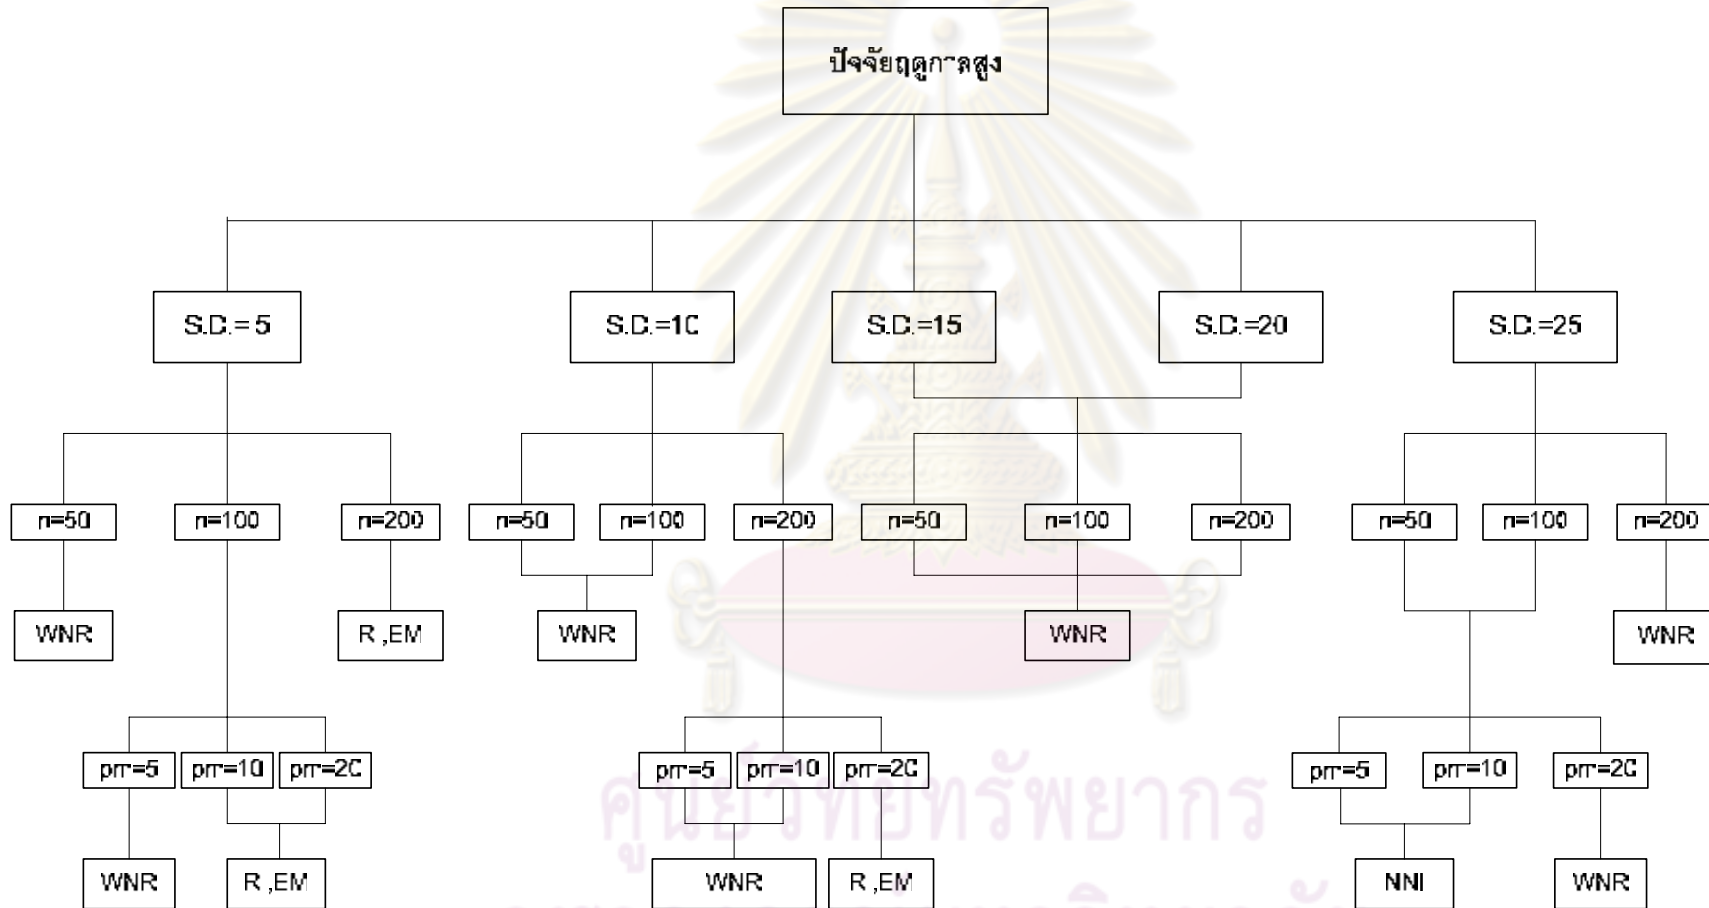 ปัจจัยฤดูกาลสูง
S.D.= 5 S.D.=10 S.D.=15 S.D.=20 S.D.=25
n=50 n=100 n=200 n=50 n=100 n=200 n=50 n=100 n=200 n=50 n=100 n=200
WNR R ,EM WNR WNR WNR
pm=5 pm=10 pm=20 pm=5 pm=10 pm=20 pm=5 pm=10 pm=20
WNR R ,EM WNR R ,EM NNI WNR
ศูนย์วิทยทรัพยากร